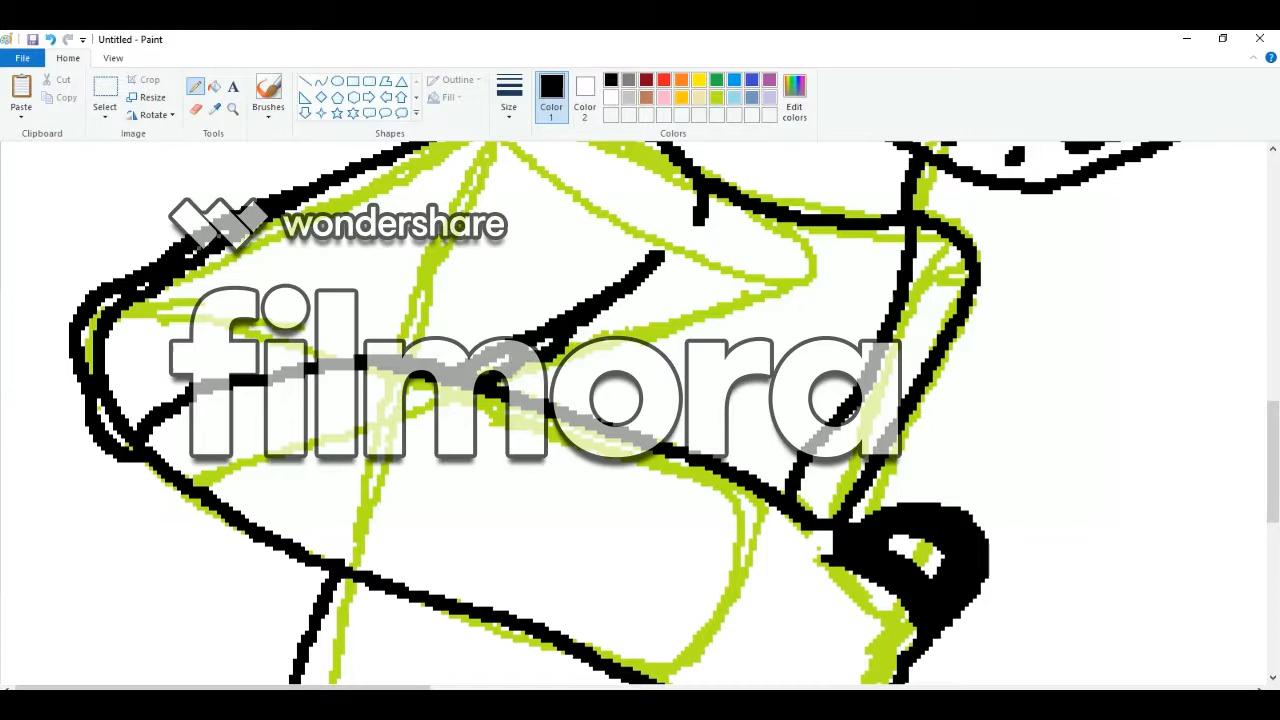 Untitled - Paint
File Home View
Paste
Cut
Copy
Clipboard
Select
Crop
Resize
Rotate
Image
A
Tools
Brushes
Outline
Fill
Shapes
Size
Color 1
Color 2
Edit colors
Colors
wondershare
filmora